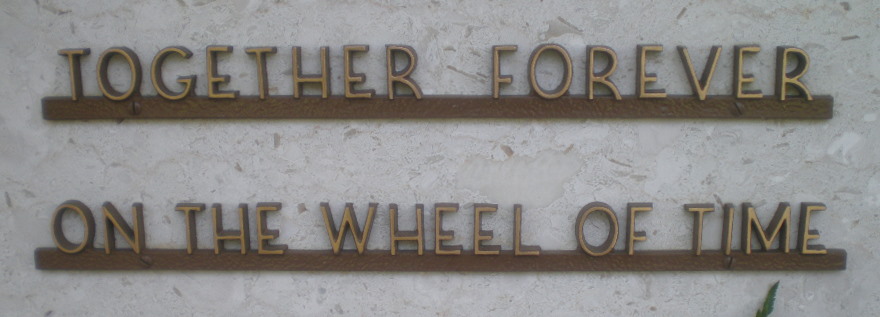 TOGETHER FOREVER
ON THE WHEEL OF TIME